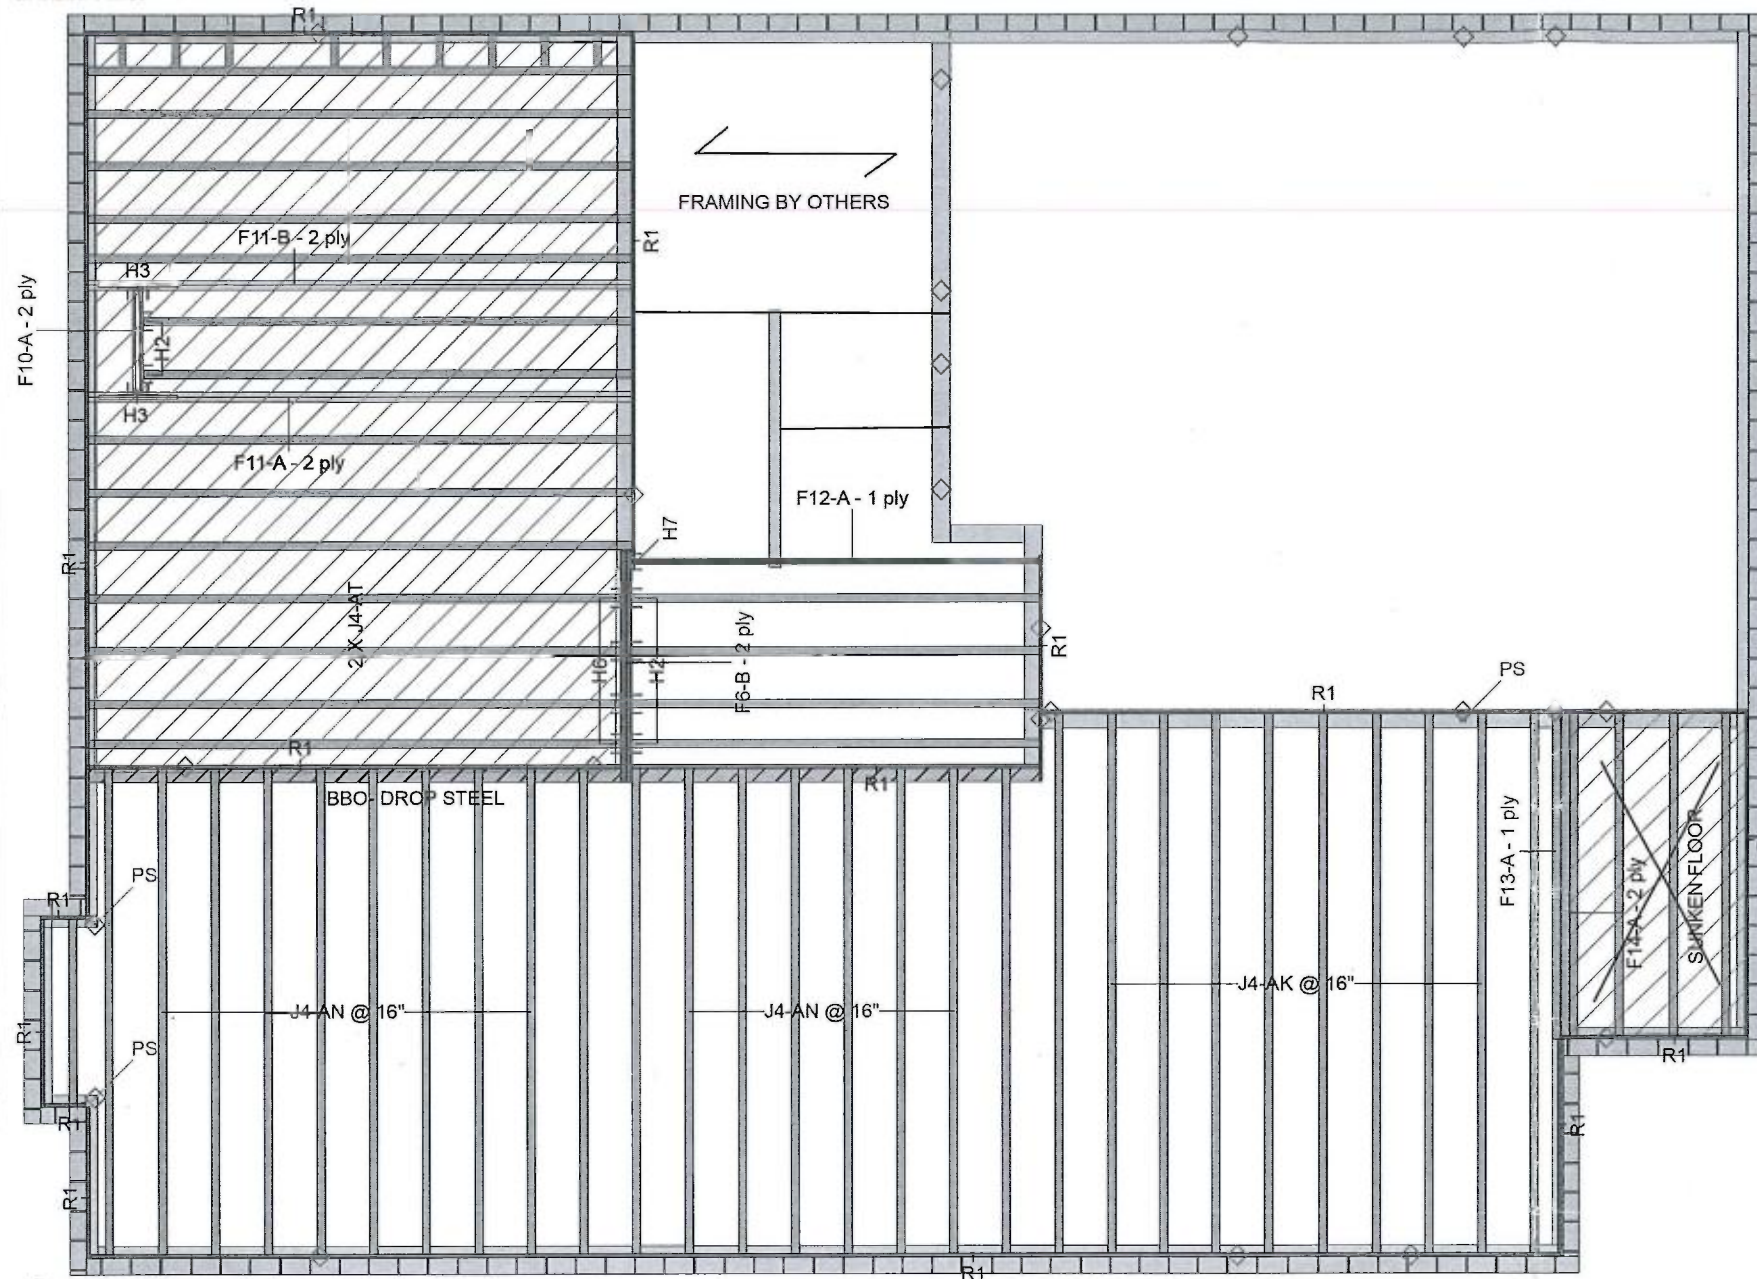 R1
FRAMING BY OTHERS
F11-B - 2 ply
R1
H3
F10-A - 2 ply
H2
H3
F11-A - 2 ply
F12-A - 1 ply
H7
R1
2 X J4-AT
H6
H2
F6-B - 2 ply
R1
PS
R1
R1
R1
BBO- DROP STEEL
F13-A - 1 ply
SUNKEN FLOOR
F14-A - 2 ply
PS
R1
J4-AN @ 16"
J4-AN @ 16"
J4-AK @ 16"
R1
PS
R1
R1
R1
R1
R1